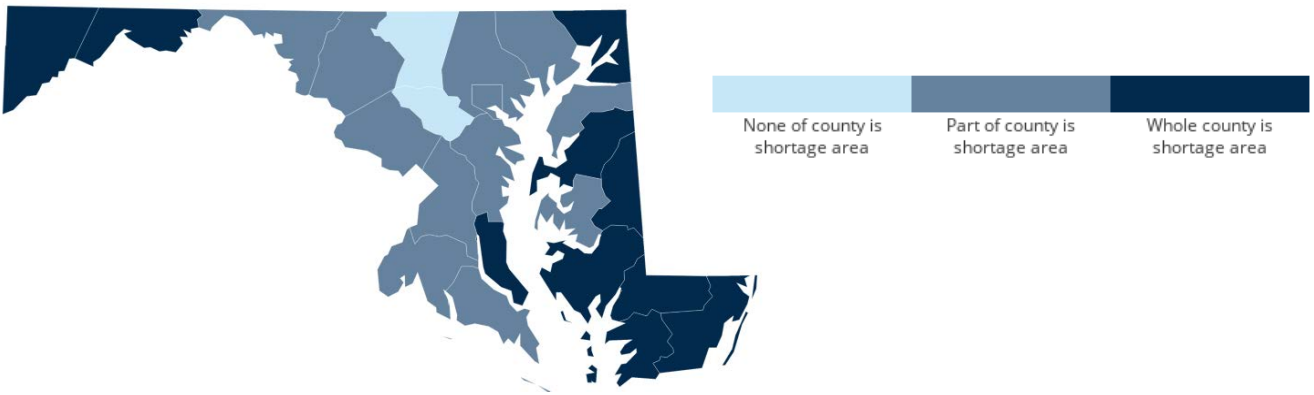 None of county is
shortage area
Part of county is
shortage area
Whole county is
shortage area